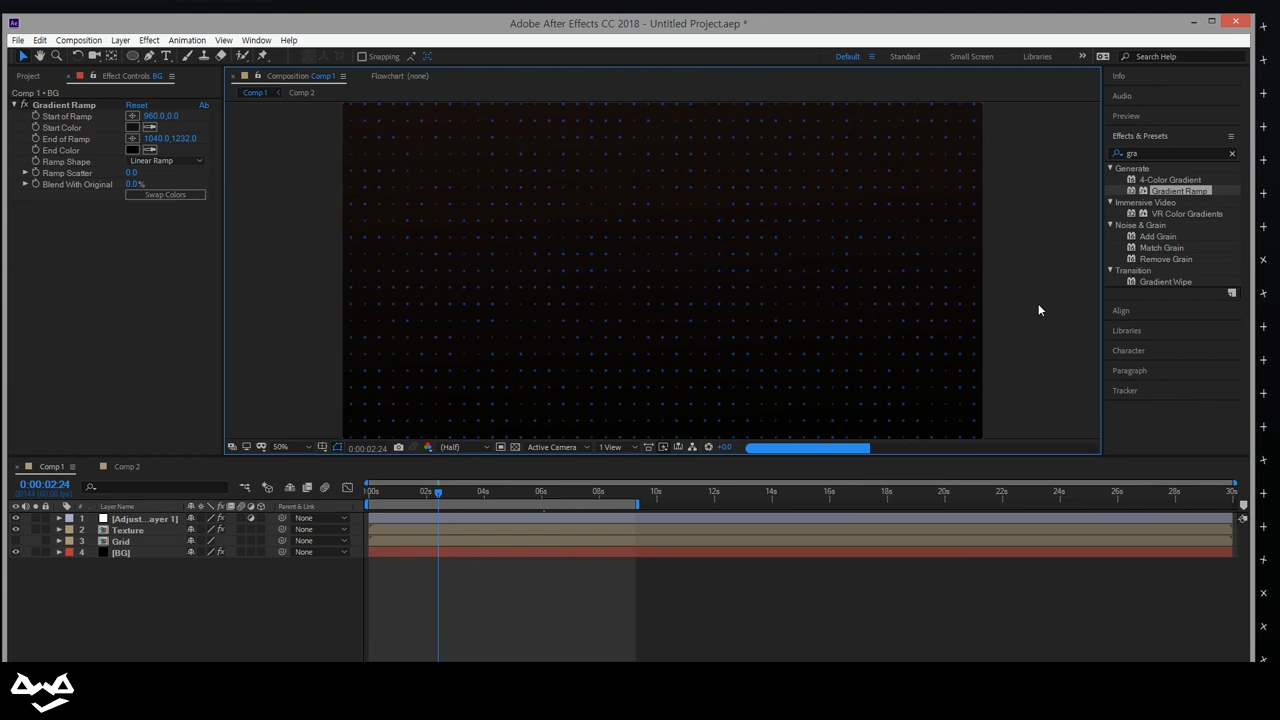 Adobe After Effects CC 2018 - Untitled Project.aep *
File Edit Composition Layer Effect Animation View Window Help
Snapping Default Standard Small Screen Libraries Search Help
Project Effect Controls BG
Comp 1 • BG
Gradient Ramp Reset Ab
Start of Ramp 960.0,0.0
Start Color
End of Ramp 1040.0,1232.0
End Color
Ramp Shape Linear Ramp
Ramp Scatter 0.0
Blend With Original 0.0%
Swap Colors
Composition Comp 1 Flowchart (none)
Comp 1 Comp 2
50% 0:00:02:24 (Half) Active Camera 1 View +0.0
Info
Audio
Preview
Effects & Presets
gra
Generate
4-Color Gradient
Gradient Ramp
Immersive Video
VR Color Gradients
Noise & Grain
Add Grain
Match Grain
Remove Grain
Transition
Gradient Wipe
Align
Libraries
Character
Paragraph
Tracker
Comp 1 Comp 2
0:00:02:24
00144 (60.00 fps)
:00s 02s 04s 06s 08s 10s 12s 14s 16s 18s 20s 22s 24s 26s 28s 30s
# Layer Name Parent & Link
1 [Adjust...ayer 1] None
2 Texture None
3 Grid None
4 [BG] None